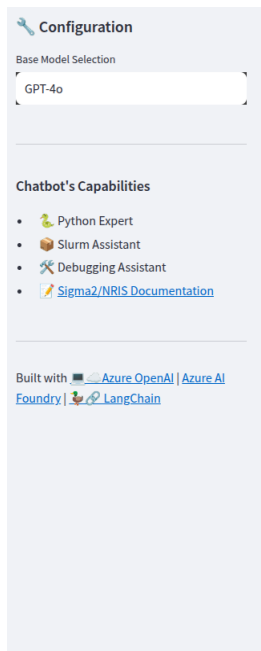 🔧 Configuration
Base Model Selection
GPT-4o
Chatbot's Capabilities
• 🐍 Python Expert
• 📦 Slurm Assistant
• 🛠️ Debugging Assistant
• 📝 Sigma2/NRIS Documentation
Built with 💻☁️Azure OpenAI | Azure AI
Foundry | 🦜🔗 LangChain